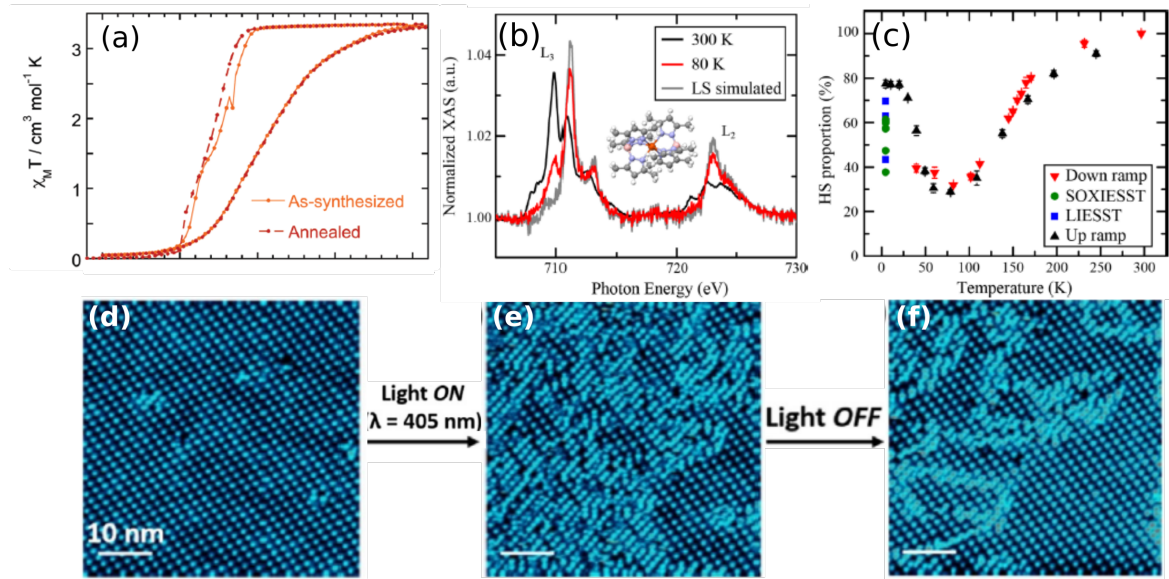 (a)
χ_M T / cm³ mol⁻¹ K
3
2
1
0
As-synthesized
Annealed
(b)
Normalized XAS (a.u.)
1.04
1.02
1.00
L₃
L₂
300 K
80 K
LS simulated
710
720
730
Photon Energy (eV)
(c)
HS proportion (%)
100
80
60
40
20
0
Down ramp
SOXIESST
LIESST
Up ramp
0
50
100
150
200
250
300
Temperature (K)
(d)
10 nm
Light ON
(λ = 405 nm)
(e)
Light OFF
(f)